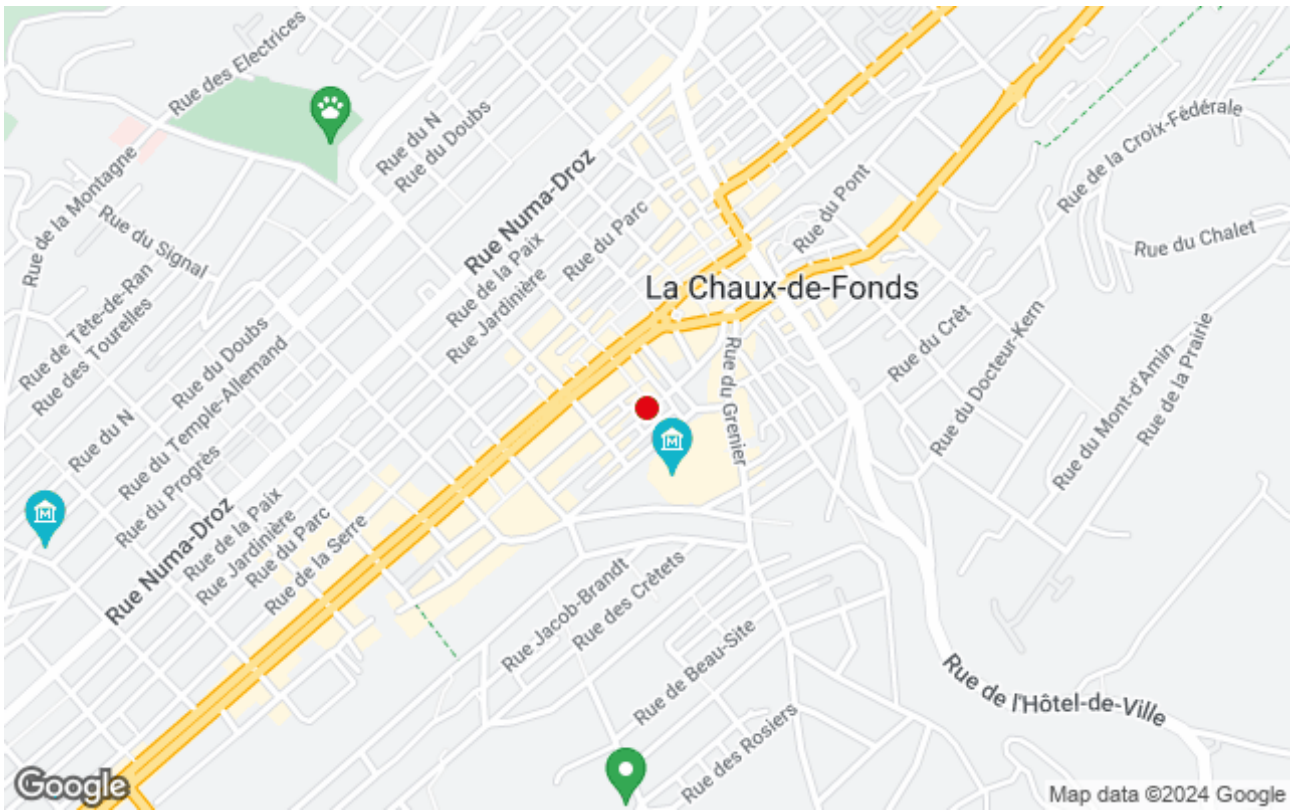 Rue des Electrices
Rue du N
Rue du Doubs
Rue de la Croix-Fédérale
Rue de la Montagne
Rue du Signal
Rue Numa-Droz
Rue du Parc
Rue du Pont
Rue du Chalet
Rue de la Paix
Rue Jardinière
La Chaux-de-Fonds
Rue de Tête-de-Ran
Rue des Tourelles
Rue du Doubs
Rue du Temple-Allemand
Rue du Grenier
Rue du Crêt
Rue du Docteur-Kern
Rue du Mont-d'Amin
Rue de la Prairie
Rue du N
Rue du Progrès
M
M
Rue Numa-Droz
Rue de la Paix
Rue Jardinière
Rue du Parc
Rue de la Serre
Rue Jacob-Brandt
Rue des Crêtets
Rue de Beau-Site
Rue des Rosiers
Rue de l'Hôtel-de-Ville
Google
Map data ©2024 Google